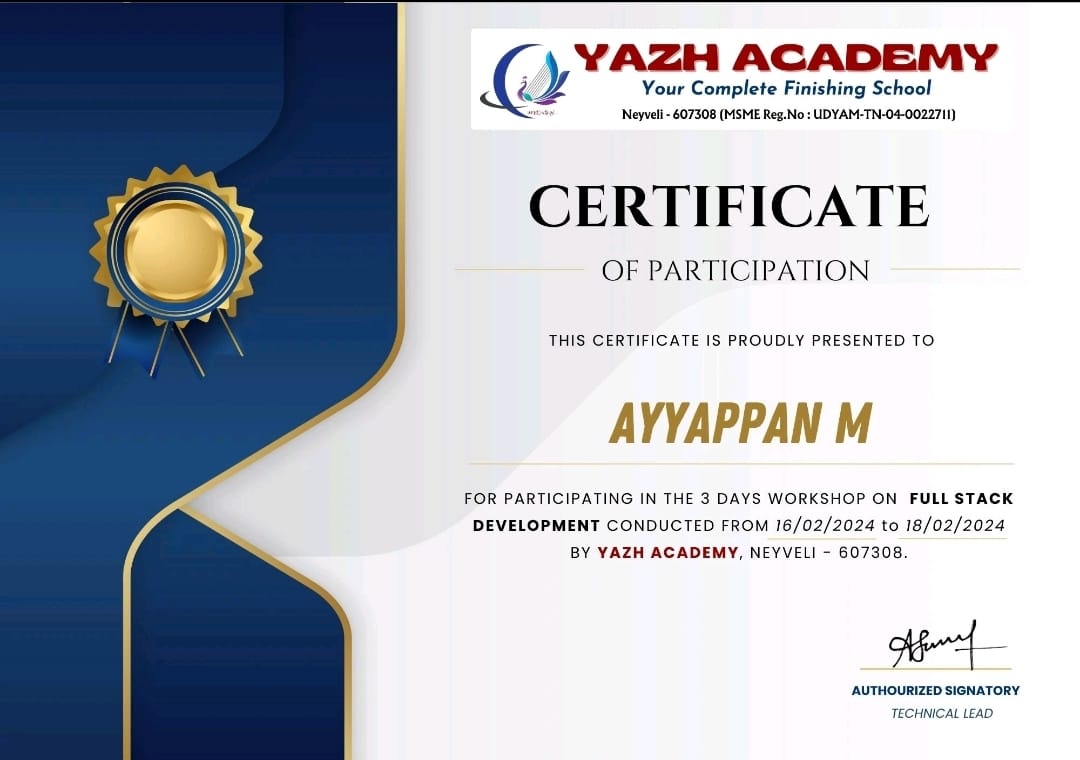 YAZH ACADEMY
Your Complete Finishing School
Neyveli - 607308 (MSME Reg.No : UDYAM-TN-04-0022711)
CERTIFICATE
OF PARTICIPATION
THIS CERTIFICATE IS PROUDLY PRESENTED TO
AYYAPPAN M
FOR PARTICIPATING IN THE 3 DAYS WORKSHOP ON FULL STACK
DEVELOPMENT CONDUCTED FROM 16/02/2024 to 18/02/2024
BY YAZH ACADEMY, NEYVELI - 607308.
AUTHOURIZED SIGNATORY
TECHNICAL LEAD